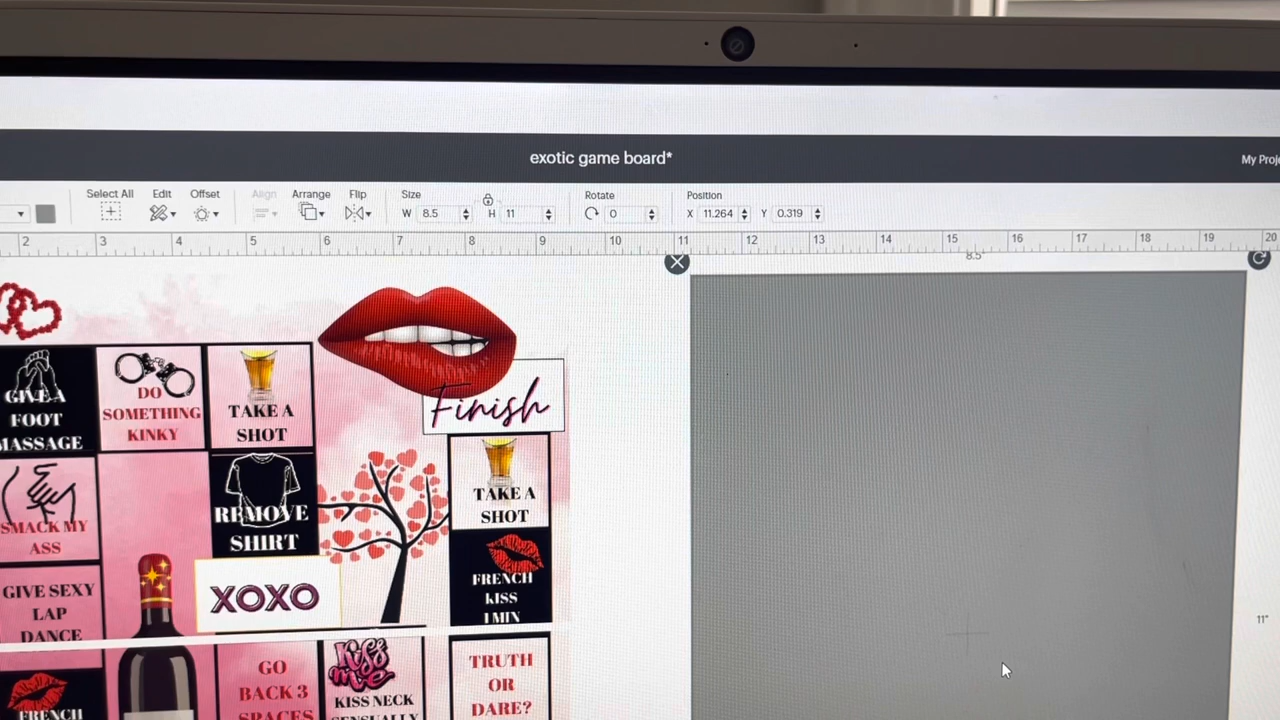 exotic game board*
My Proje
Select All Edit Offset Align Arrange Flip Size Rotate Position
W 8.5 H 11 0 X 11.264 Y 0.319
2 3 4 5 6 7 8 9 10 11 12 13 14 15 16 17 18 19 20
8.5"
GIVE A
FOOT
MASSAGE
DO
SOMETHING
KINKY
TAKE A
SHOT
Finish
SMACK MY
ASS
REMOVE
SHIRT
TAKE A
SHOT
GIVE SEXY
LAP
DANCE
XOXO
FRENCH
KISS
1 MIN
11"
FRENCH
GO
BACK 3
SPACES
Kiss
me
KISS NECK
SENSUALLY
TRUTH
OR
DARE?